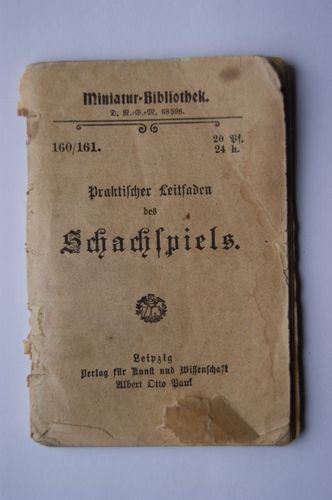 Miniatur-Bibliothek.
D. R.-G.-M. 68598.
160/161.
20 Pf.
24 h.
Praktischer Leitfaden
des
Schachspiels.
Leipzig
Verlag für Kunst und Wissenschaft
Albert Otto Paul